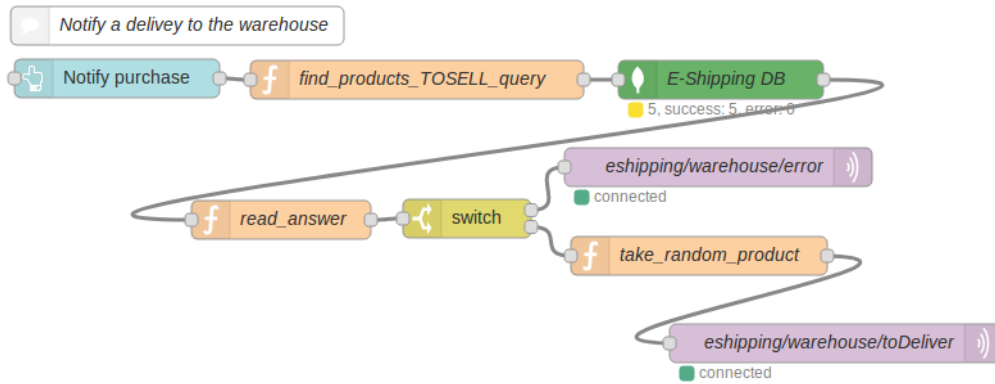 Notify a delivey to the warehouse
Notify purchase
find_products_TOSELL_query
E-Shipping DB
5, success: 5, error: 0
eshipping/warehouse/error
connected
read_answer
switch
take_random_product
eshipping/warehouse/toDeliver
connected